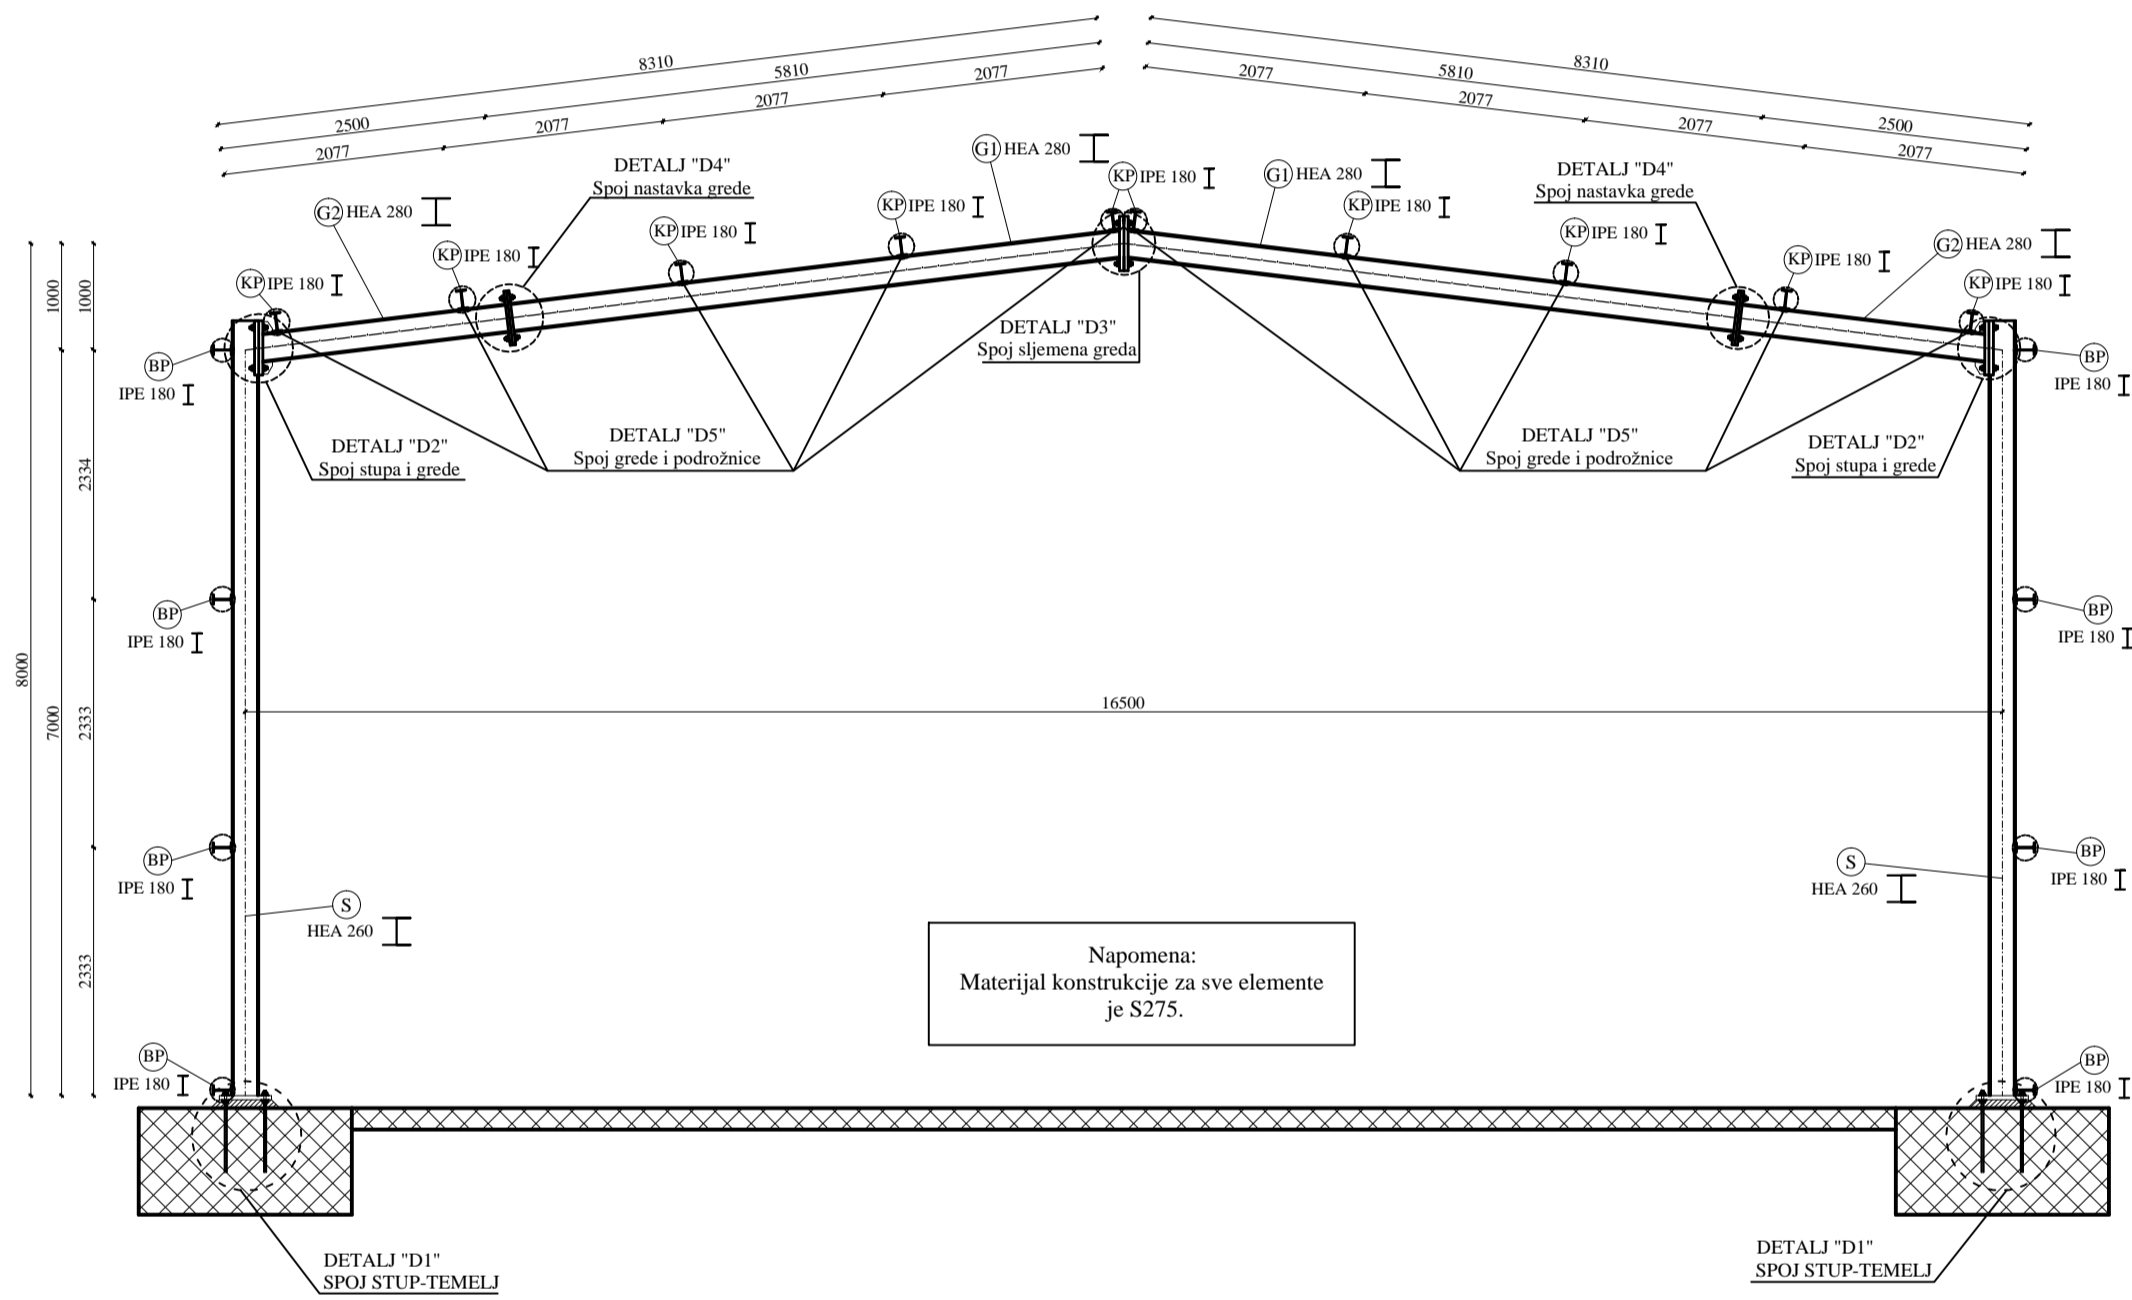 8310
5810
2077
2500
2077
2077
2077
8310
5810
2077
2077
2500
2077
2077
DETALJ "D4"
Spoj nastavka grede
G1 HEA 280
KP IPE 180
G1 HEA 280
DETALJ "D4"
Spoj nastavka grede
G2 HEA 280
KP IPE 180
KP IPE 180
KP IPE 180
KP IPE 180
KP IPE 180
KP IPE 180
KP IPE 180
G2 HEA 280
KP IPE 180
1000
1000
DETALJ "D3"
Spoj sljemena greda
BP
IPE 180
BP
IPE 180
DETALJ "D2"
Spoj stupa i grede
DETALJ "D5"
Spoj grede i podrožnice
DETALJ "D5"
Spoj grede i podrožnice
DETALJ "D2"
Spoj stupa i grede
2334
BP
IPE 180
BP
IPE 180
8000
7000
2333
16500
BP
IPE 180
S
HEA 260
S
HEA 260
BP
IPE 180
2333
Napomena:
Materijal konstrukcije za sve elemente
je S275.
BP
IPE 180
BP
IPE 180
DETALJ "D1"
SPOJ STUP-TEMELJ
DETALJ "D1"
SPOJ STUP-TEMELJ